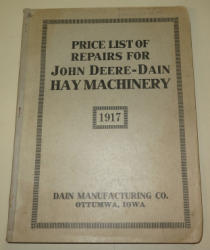 PRICE LIST OF
REPAIRS FOR
JOHN DEERE-DAIN
HAY MACHINERY
1917
DAIN MANUFACTURING CO.
OTTUMWA, IOWA